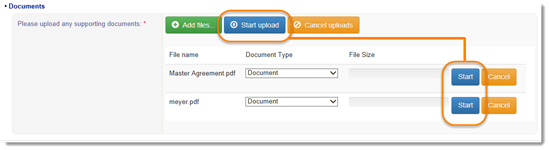 • Documents
Please upload any supporting documents: * Add files... Start upload Cancel uploads
File name Document Type File Size
Master Agreement.pdf Document Start Cancel
meyer.pdf Document Start Cancel